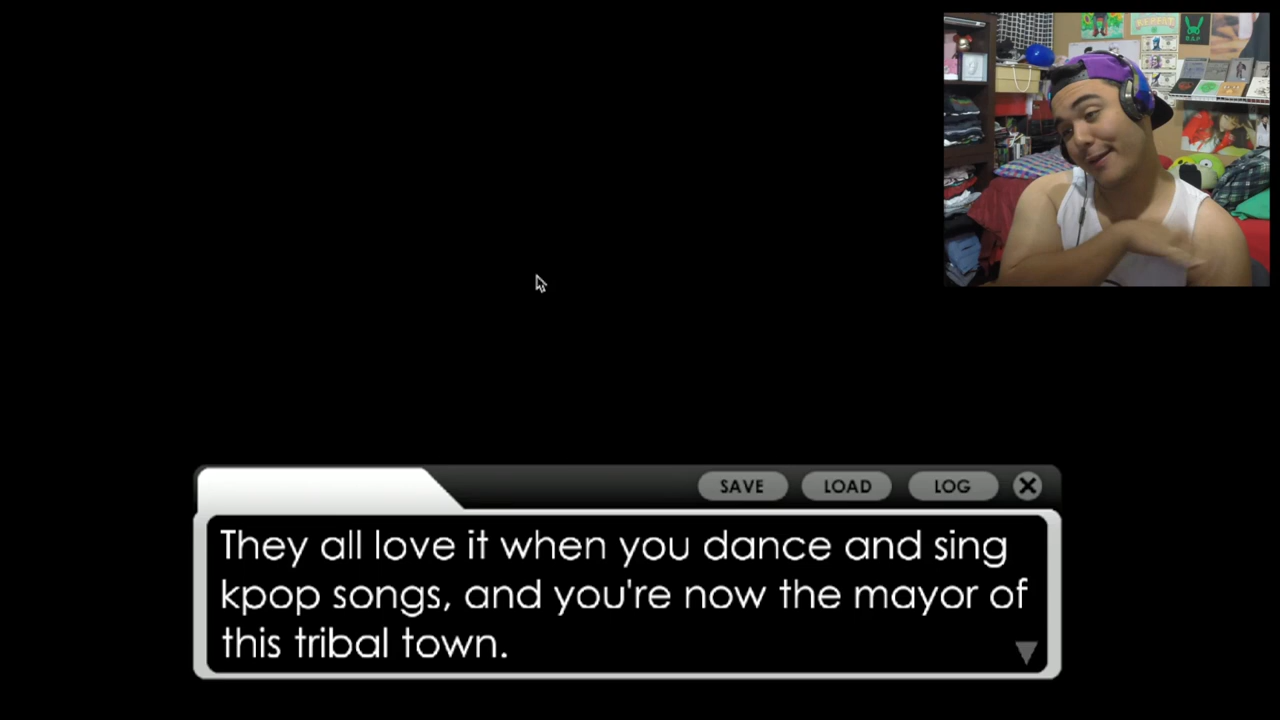 SAVE LOAD LOG
They all love it when you dance and sing
kpop songs, and you're now the mayor of
this tribal town.